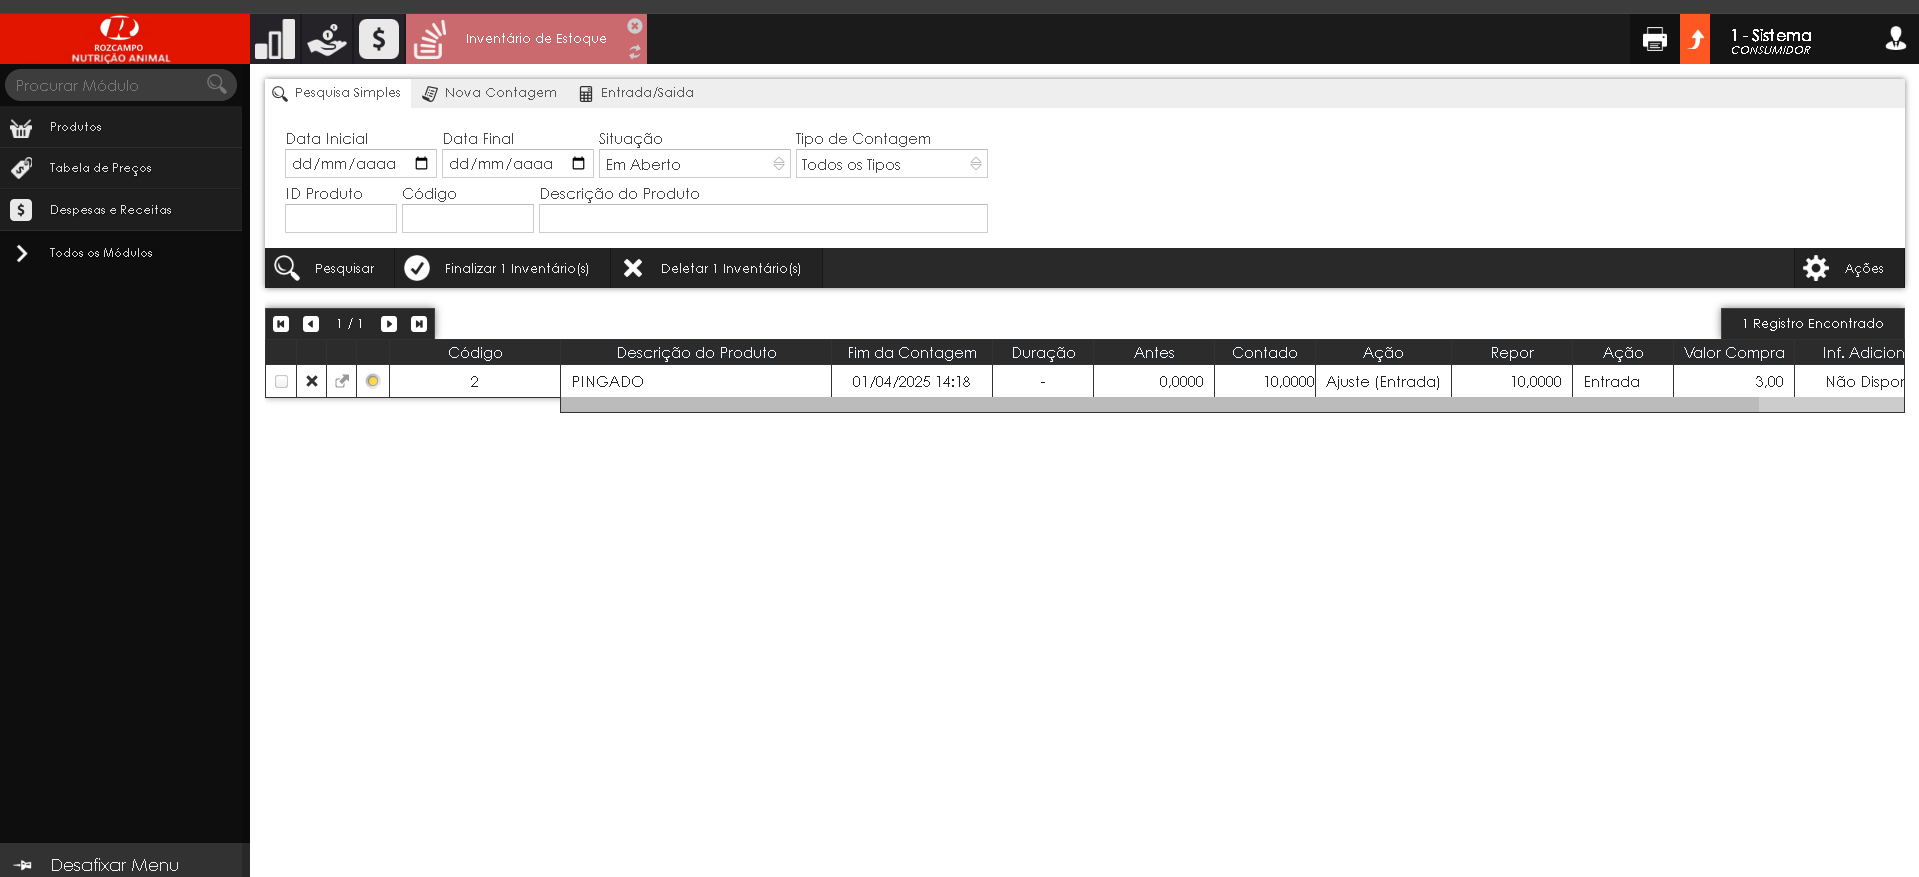 ROZCAMPO
NUTRIÇÃO ANIMAL
Inventário de Estoque
1 - Sistema
CONSUMIDOR
Procurar Módulo
Produtos
Tabela de Preços
Despesas e Receitas
Todos os Módulos
Desafixar Menu
Pesquisa Simples Nova Contagem Entrada/Saida
Data Inicial Data Final Situação Tipo de Contagem
dd/mm/aaaa dd/mm/aaaa Em Aberto Todos os Tipos
ID Produto Código Descrição do Produto
Pesquisar Finalizar 1 Inventário(s) Deletar 1 Inventário(s) Ações
1 / 1 1 Registro Encontrado
Código Descrição do Produto Fim da Contagem Duração Antes Contado Ação Repor Ação Valor Compra Inf. Adicion
2 PINGADO 01/04/2025 14:18 - 0,0000 10,0000 Ajuste (Entrada) 10,0000 Entrada 3,00 Não Dispor